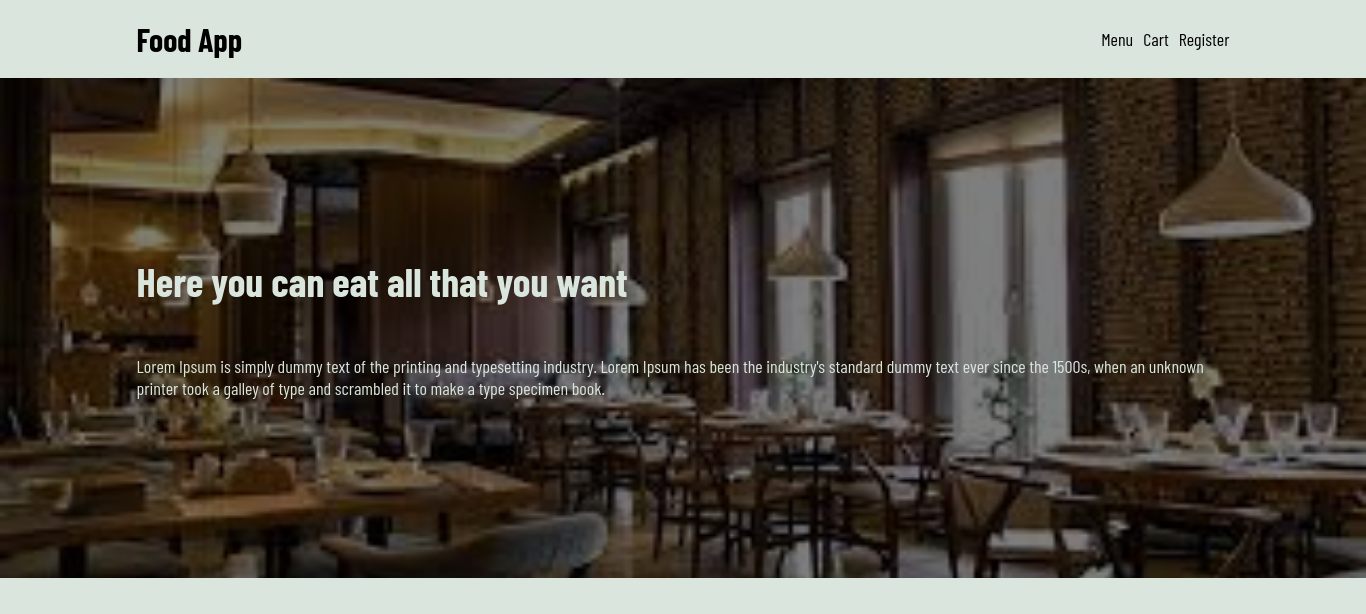 Food App
Menu Cart Register
Here you can eat all that you want
Lorem Ipsum is simply dummy text of the printing and typesetting industry. Lorem Ipsum has been the industry's standard dummy text ever since the 1500s, when an unknown
printer took a galley of type and scrambled it to make a type specimen book.